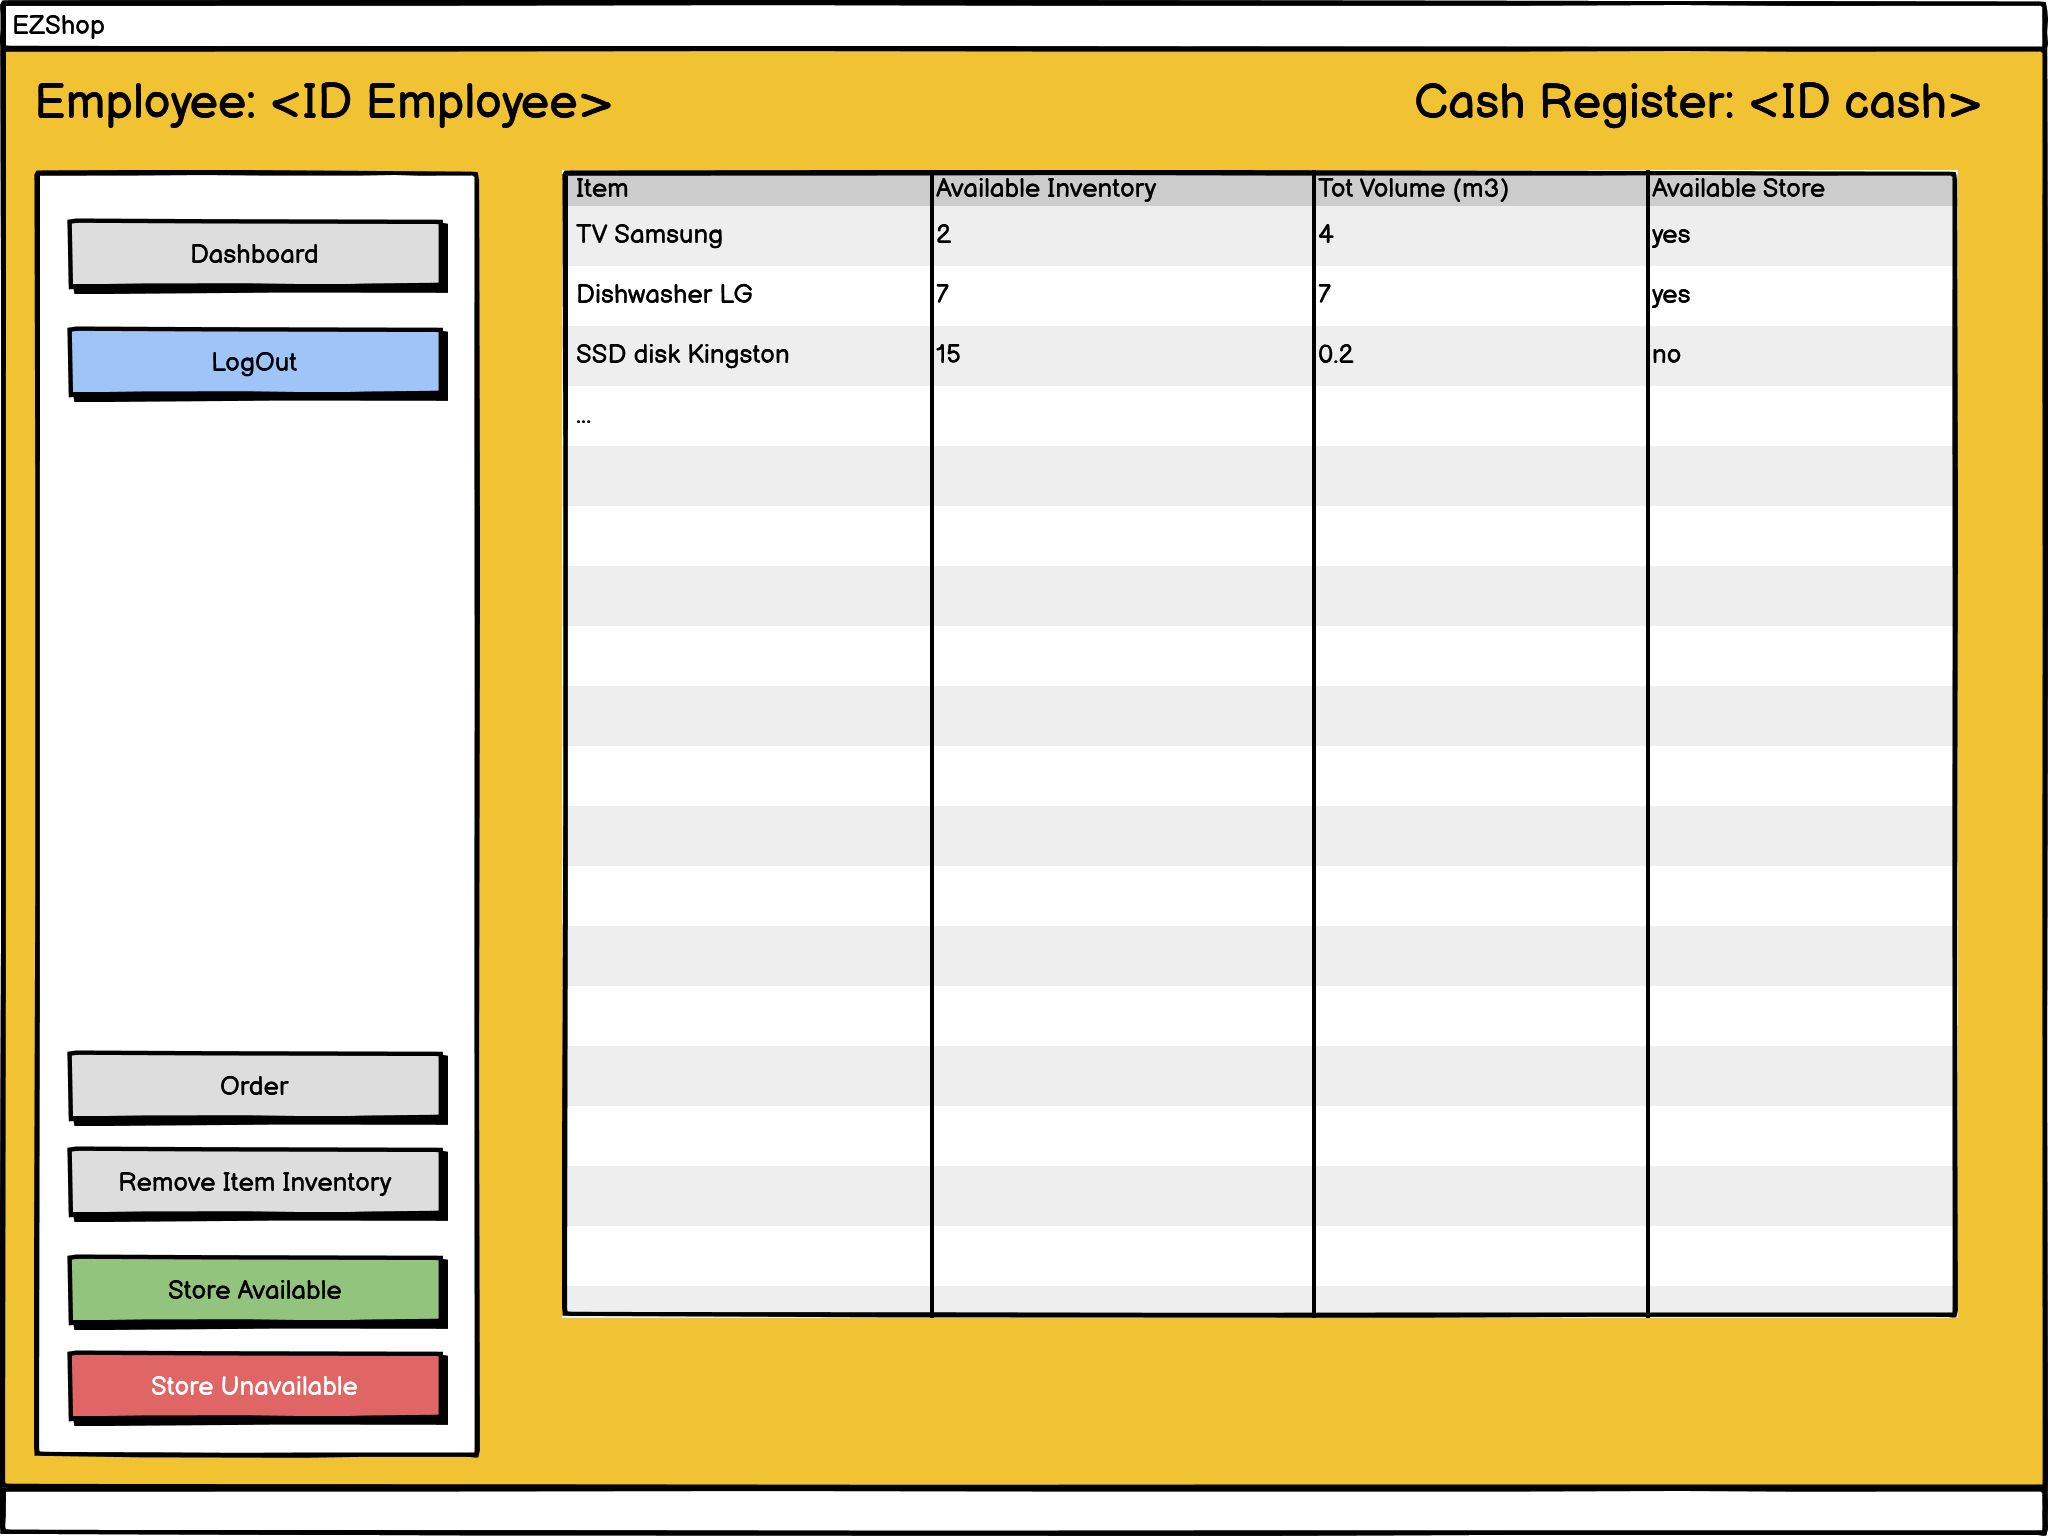 EZShop
Employee: <ID Employee>
Cash Register: <ID cash>
Dashboard
LogOut
Order
Remove Item Inventory
Store Available
Store Unavailable
Item Available Inventory Tot Volume (m3) Available Store
TV Samsung 2 4 yes
Dishwasher LG 7 7 yes
SSD disk Kingston 15 0.2 no
...